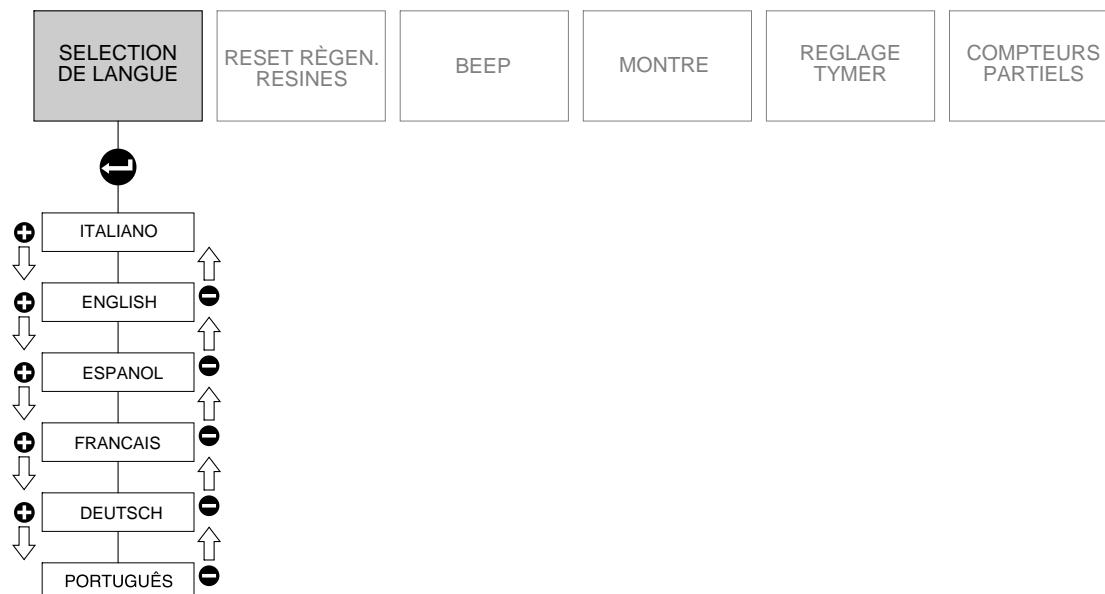 SELECTION
DE LANGUE
RESET RÈGEN.
RESINES
BEEP
MONTRE
REGLAGE
TYMER
COMPTEURS
PARTIELS
ITALIANO
ENGLISH
ESPANOL
FRANCAIS
DEUTSCH
PORTUGUÊS